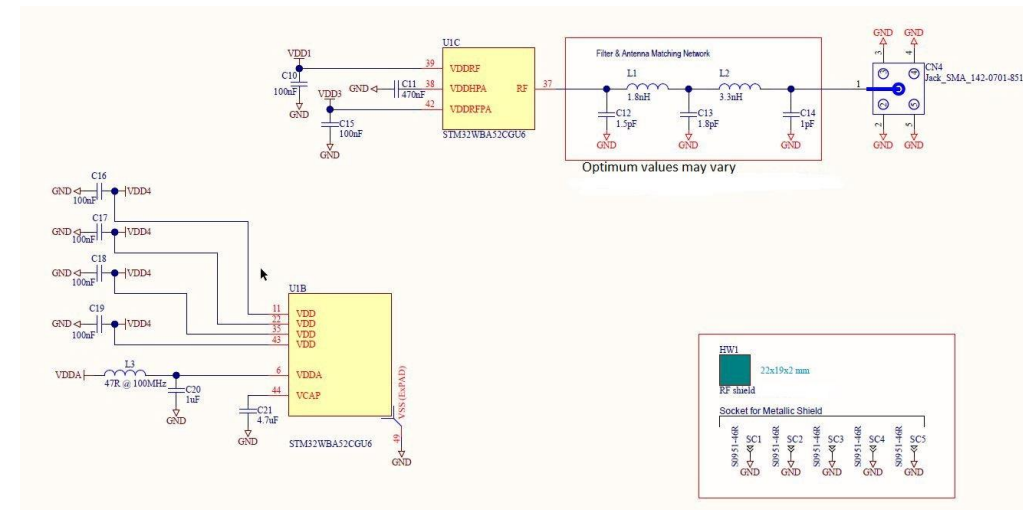 U1C
VDD1
C10
100nF
GND
39
VDDRF
GND
C11
470nF
38
VDDHPA
VDD3
42
VDDRFPA
C15
100nF
GND
RF
37
STM32WBA52CGU6
Filter & Antenna Matching Network
L1
1.8nH
L2
3.3nH
C12
1.5pF
GND
C13
1.8pF
GND
C14
1pF
GND
Optimum values may vary
GND
GND
3
4
CN4
Jack_SMA_142-0701-851
1
3
4
2
5
2
5
GND
GND
C16
GND
100nF
VDD4
C17
GND
100nF
VDD4
C18
GND
100nF
VDD4
C19
GND
100nF
VDD4
U1B
11
VDD
22
VDD
35
VDD
43
VDD
VDDA
L3
47R @ 100MHz
6
VDDA
C20
1uF
GND
44
VCAP
C21
4.7uF
GND
VSS (ExPAD)
49
GND
STM32WBA52CGU6
HW1
22x19x2 mm
RF shield
Socket for Metallic Shield
S0951-46R
SC1
GND
S0951-46R
SC2
GND
S0951-46R
SC3
GND
S0951-46R
SC4
GND
S0951-46R
SC5
GND